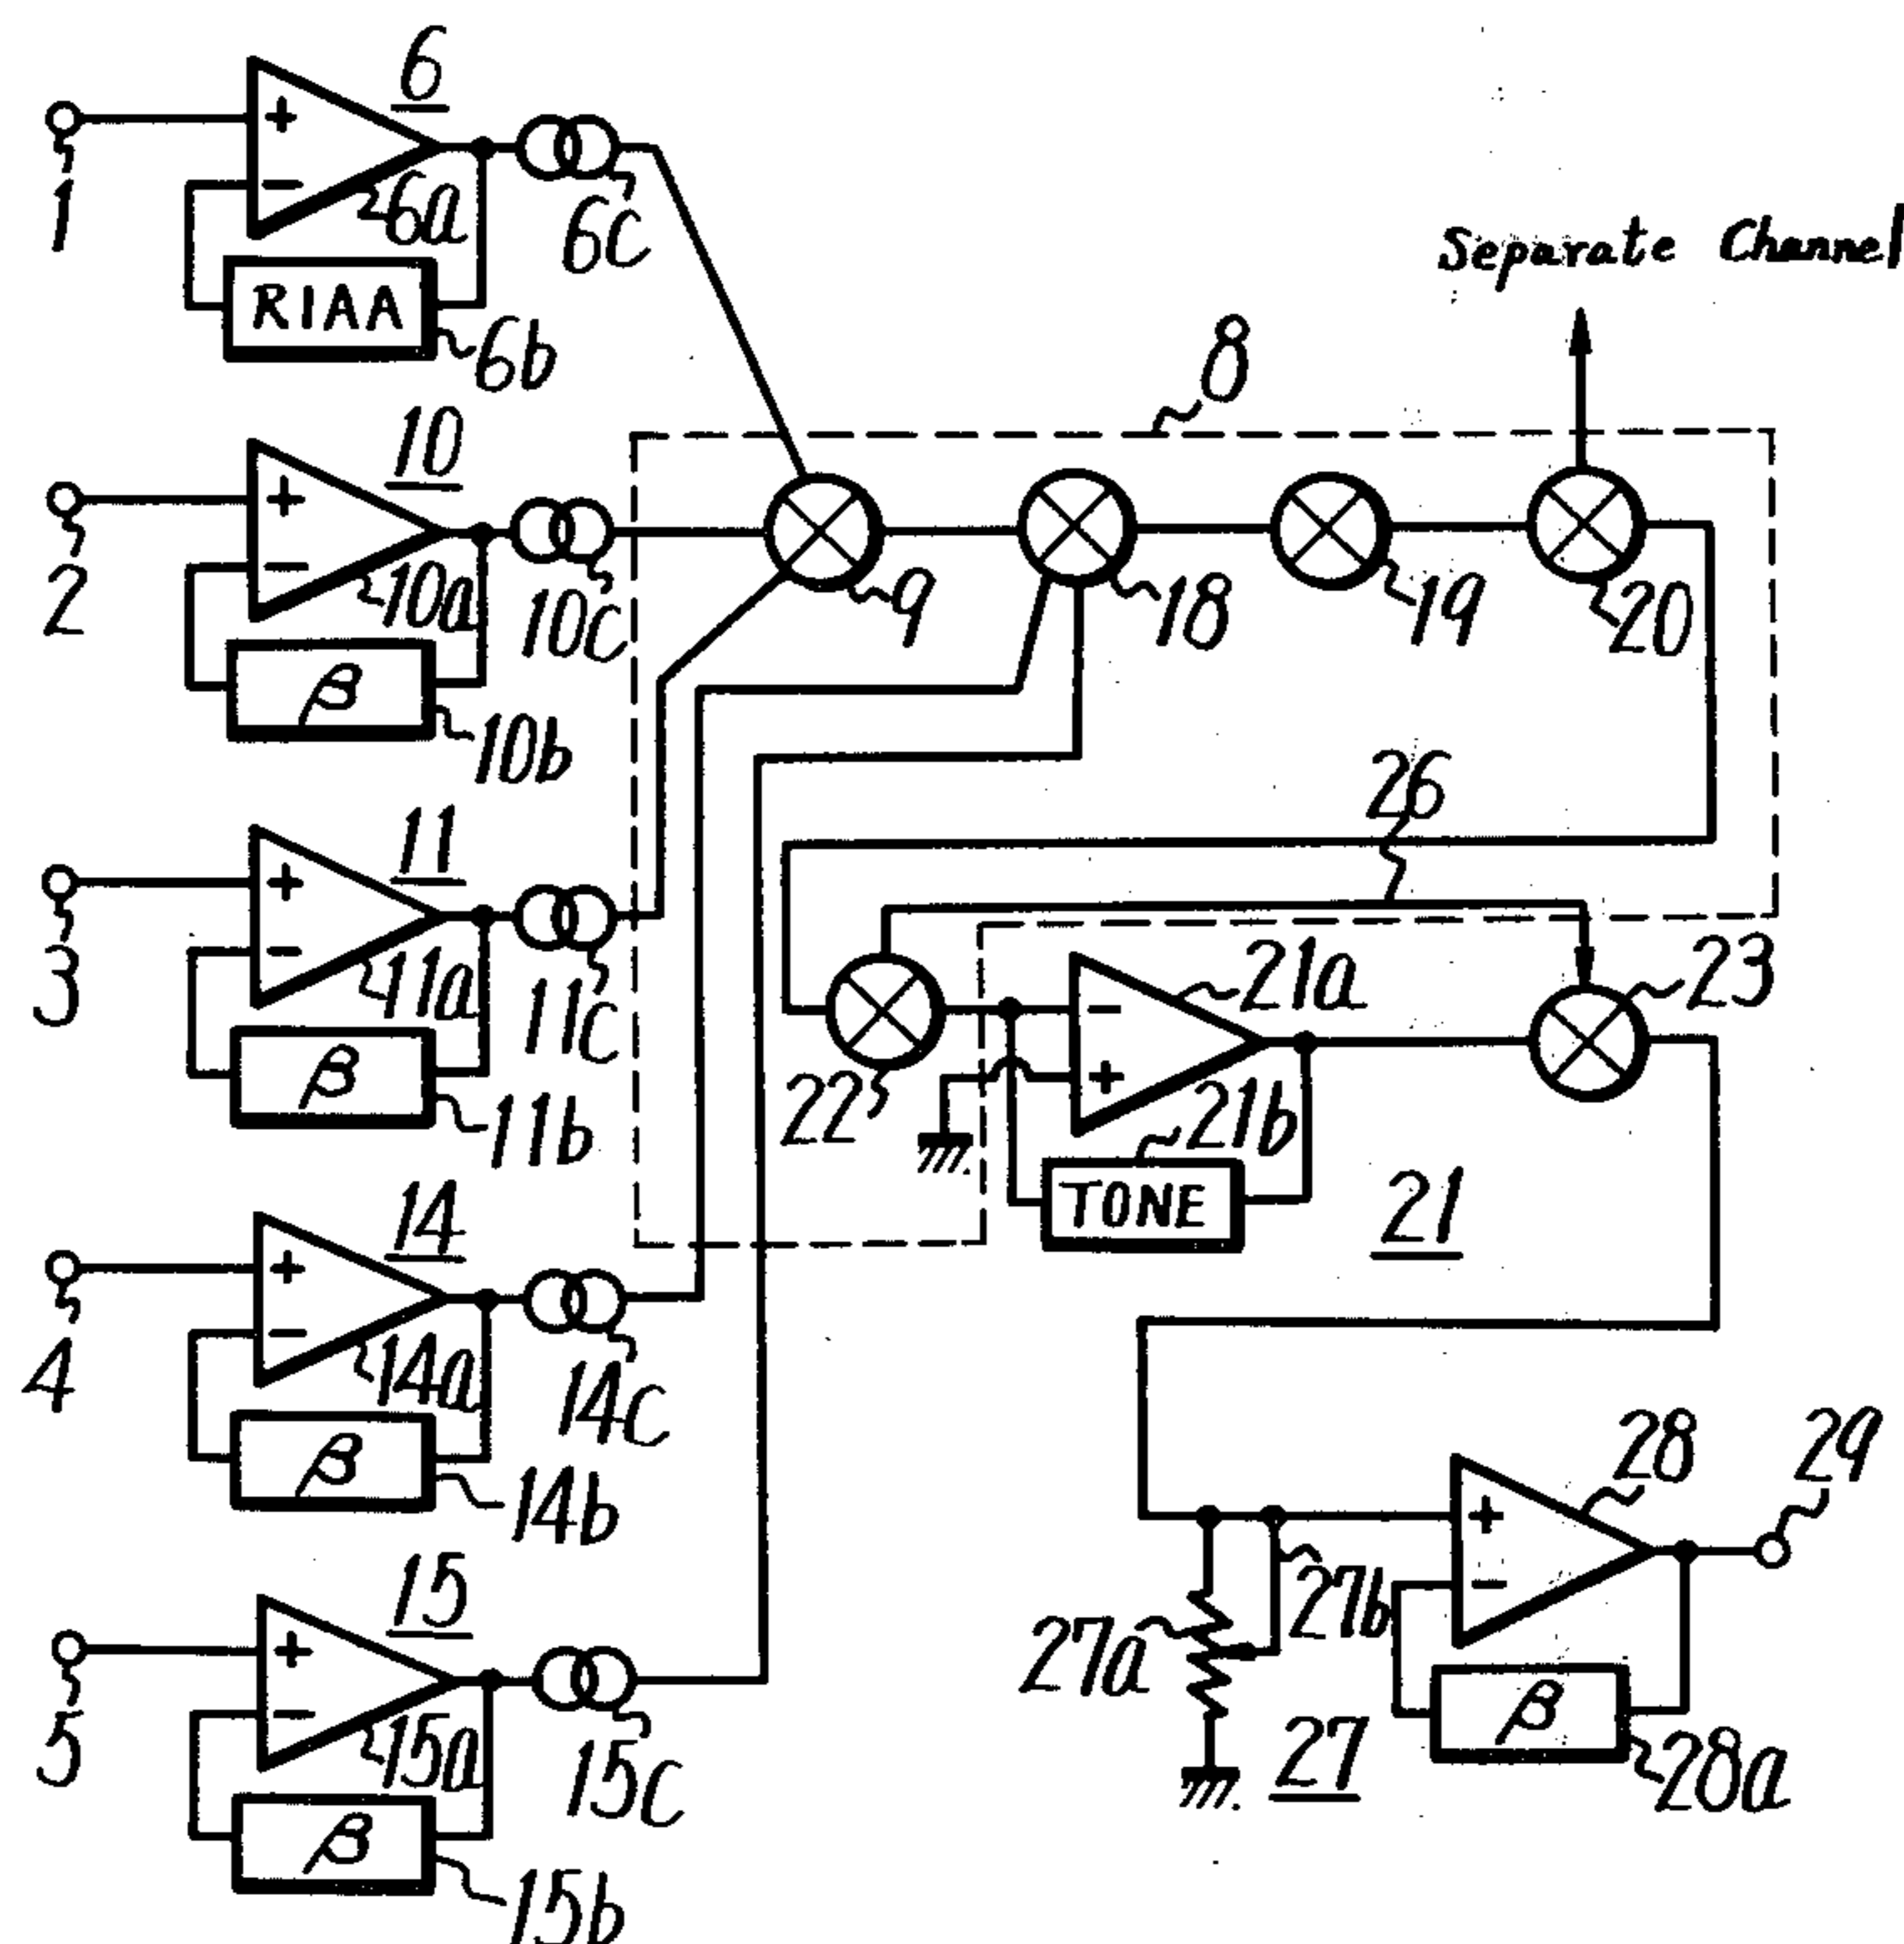 6
+
−
1
6a
6c
RIAA
6b
Separate Channel
8
10
+
−
2
10a
10c
β
10b
9
18
19
20
11
+
−
3
11a
11c
β
11b
26
22
−
+
21a
21b
TONE
21
23
14
+
−
4
14a
14c
β
14b
15
+
−
5
15a
15c
β
15b
27a
27b
27
+
−
28
29
β
28a